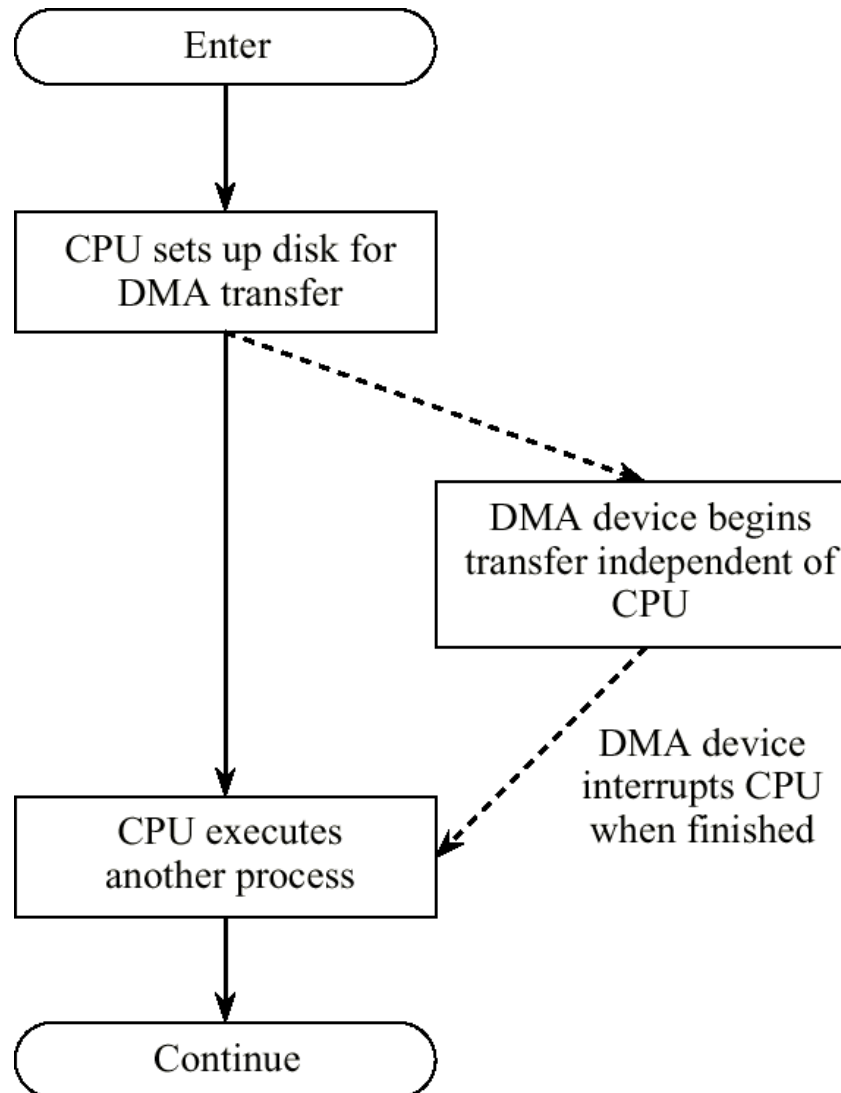 Enter
CPU sets up disk for
DMA transfer
DMA device begins
transfer independent of
CPU
DMA device
interrupts CPU
when finished
CPU executes
another process
Continue